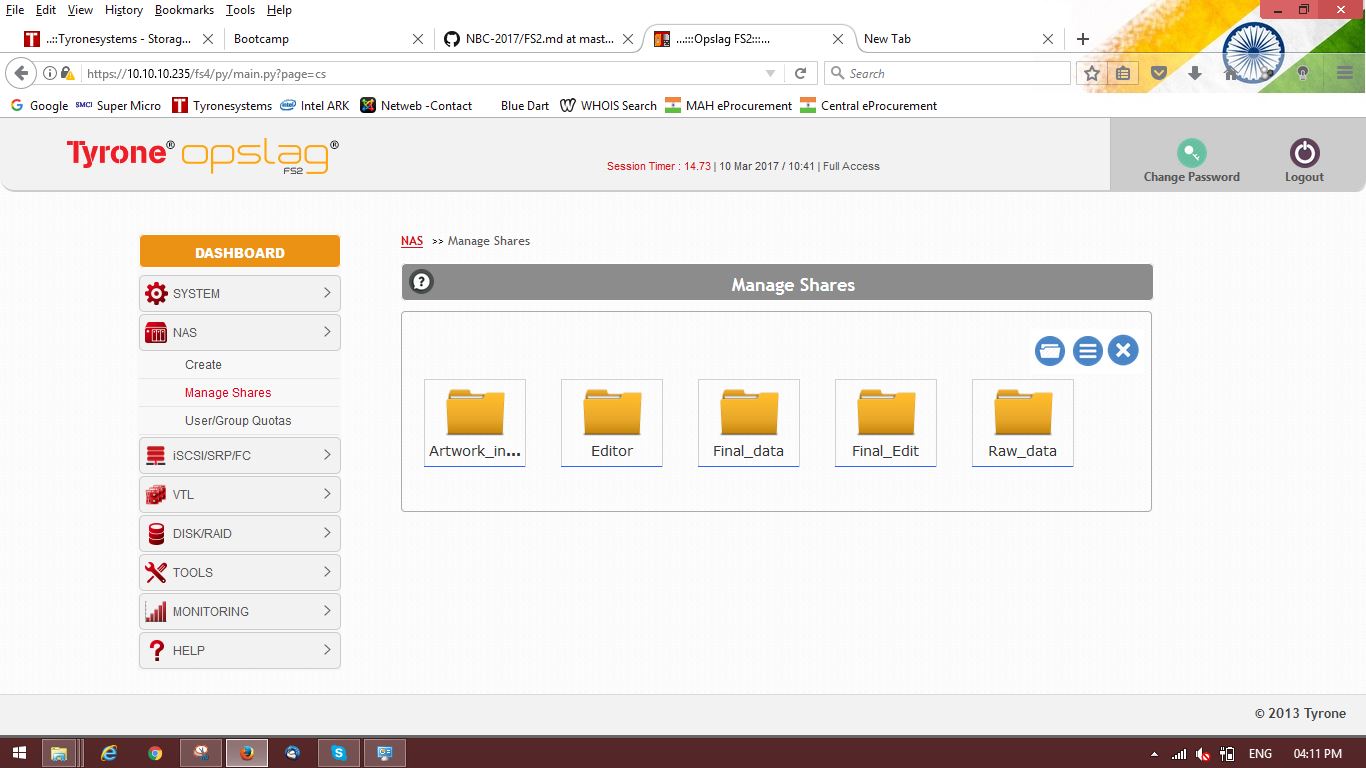 File Edit View History Bookmarks Tools Help
..::Tyronesystems - Storag... Bootcamp NBC-2017/FS2.rd at mast... ...:::Opslag FS2:::... New Tab
https://10.10.10.235/fs4/py/main.py?page=cs Search
Google SMCI Super Micro T Tyronesystems intel Intel ARK Netweb -Contact Blue Dart W WHOIS Search MAH eProcurement Central eProcurement
Tyrone® opslag® FS2
Session Timer : 14.73 | 10 Mar 2017 / 10:41 | Full Access
Change Password Logout
DASHBOARD
SYSTEM
NAS
Create
Manage Shares
User/Group Quotas
iSCSI/SRP/FC
VTL
DISK/RAID
TOOLS
MONITORING
HELP
NAS >> Manage Shares
? Manage Shares
Artwork_in... Editor Final_data Final_Edit Raw_data
© 2013 Tyrone
ENG 04:11 PM